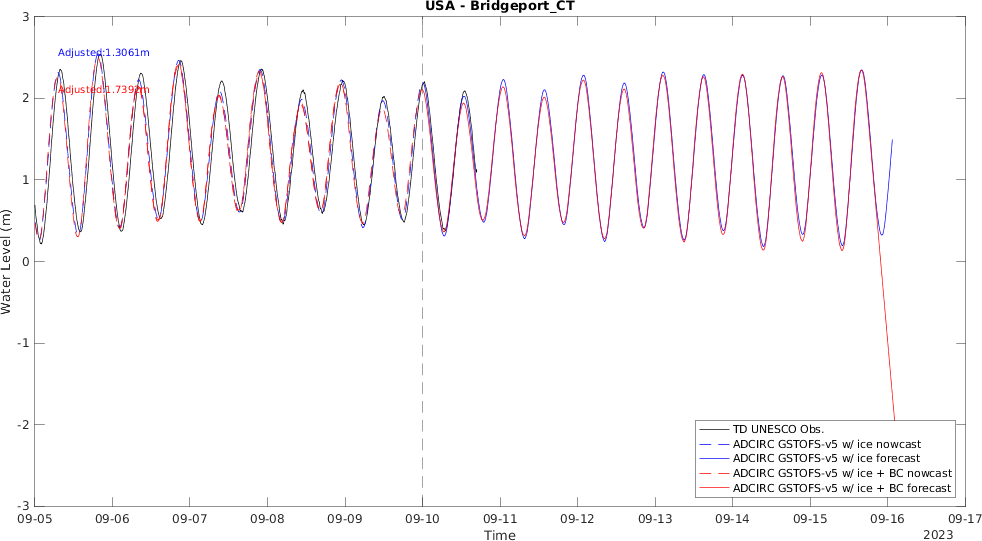 USA - Bridgeport_CT
Water Level (m)
3
2
1
0
-1
-2
-3
Adjusted:1.3061m
Adjusted:1.7392m
TD UNESCO Obs.
ADCIRC GSTOFS-v5 w/ ice nowcast
ADCIRC GSTOFS-v5 w/ ice forecast
ADCIRC GSTOFS-v5 w/ ice + BC nowcast
ADCIRC GSTOFS-v5 w/ ice + BC forecast
09-05 09-06 09-07 09-08 09-09 09-10 09-11 09-12 09-13 09-14 09-15 09-16 09-17
Time
2023